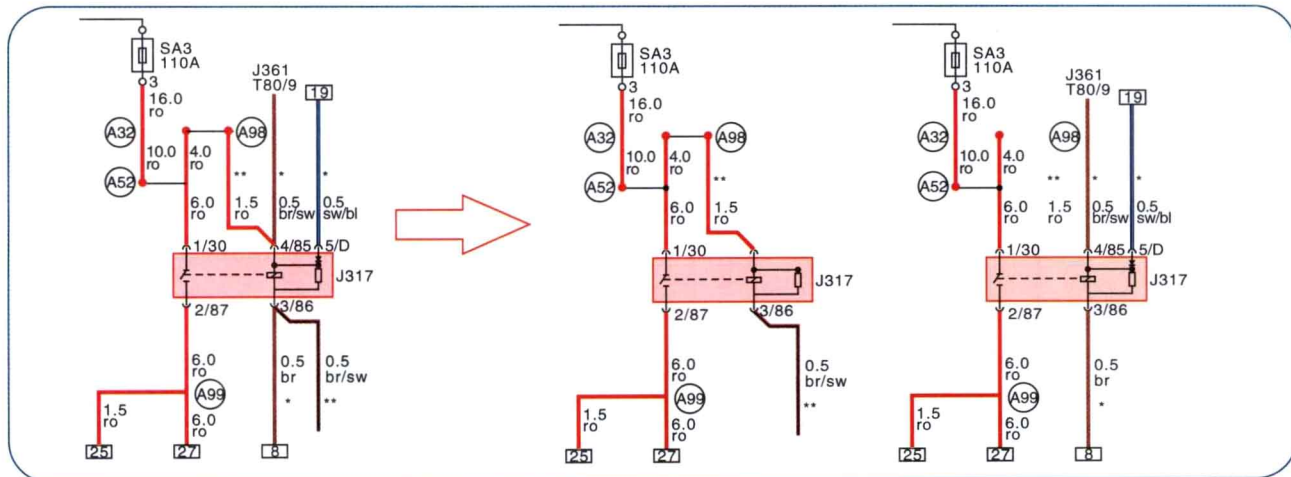 SA3
110A
3
16.0
ro
J361
T80/9
19
A32
A98
10.0
ro
4.0
ro
**
*
*
A52
6.0
ro
1.5
ro
0.5
br/sw
0.5
sw/bl
1/30
4/85
5/D
J317
2/87
3/86
6.0
ro
0.5
br
0.5
br/sw
A99
*
**
1.5
ro
6.0
ro
25
27
8
SA3
110A
3
16.0
ro
A32
A98
10.0
ro
4.0
ro
**
A52
6.0
ro
1.5
ro
1/30
J317
2/87
3/86
6.0
ro
0.5
br/sw
A99
**
1.5
ro
6.0
ro
25
27
SA3
110A
3
16.0
ro
J361
T80/9
19
A32
A98
10.0
ro
4.0
ro
**
*
*
A52
6.0
ro
1.5
ro
0.5
br/sw
0.5
sw/bl
1/30
4/85
5/D
J317
2/87
3/86
6.0
ro
0.5
br
A99
*
1.5
ro
6.0
ro
25
27
8